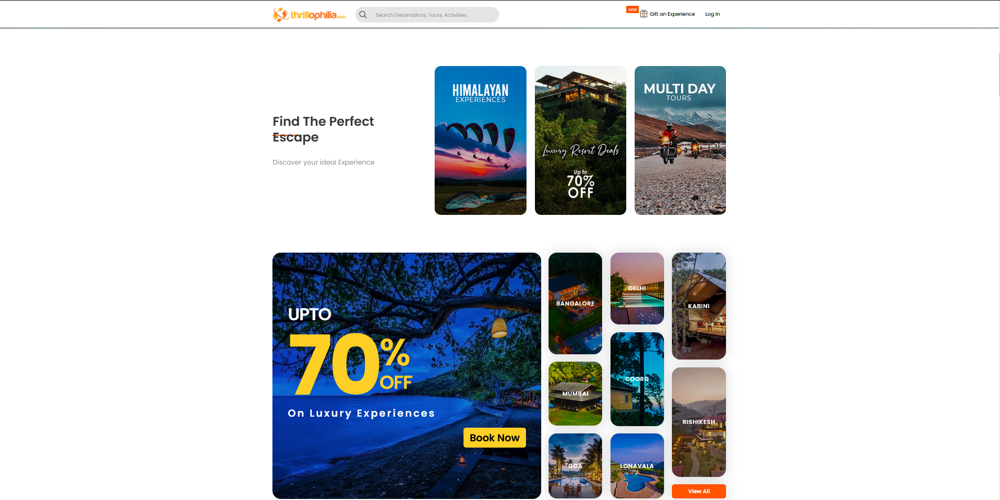 thrillophilia.com
Search Destinations, Tours, Activities
NEW
Gift an Experience
Log In
Find The Perfect
Escape
Discover your ideal Experience
HIMALAYAN
EXPERIENCES
Luxury Resort Deals
Up to
70%
OFF
MULTI DAY
TOURS
UPTO
70%
OFF
On Luxury Experiences
Book Now
BANGALORE
DELHI
KABINI
MUMBAI
COORG
RISHIKESH
GOA
LONAVALA
View All